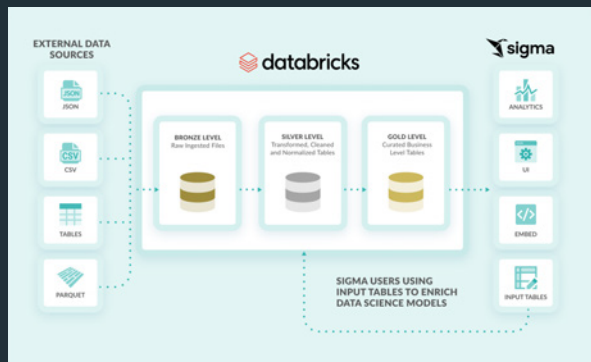 EXTERNAL DATA
SOURCES
JSON
JSON
CSV
CSV
TABLES
PARQUET
databricks
BRONZE LEVEL
Raw Ingested Files
SILVER LEVEL
Transformed, Cleaned
and Normalized Tables
GOLD LEVEL
Curated Business
Level Tables
sigma
ANALYTICS
UI
EMBED
INPUT TABLES
SIGMA USERS USING
INPUT TABLES TO ENRICH
DATA SCIENCE MODELS